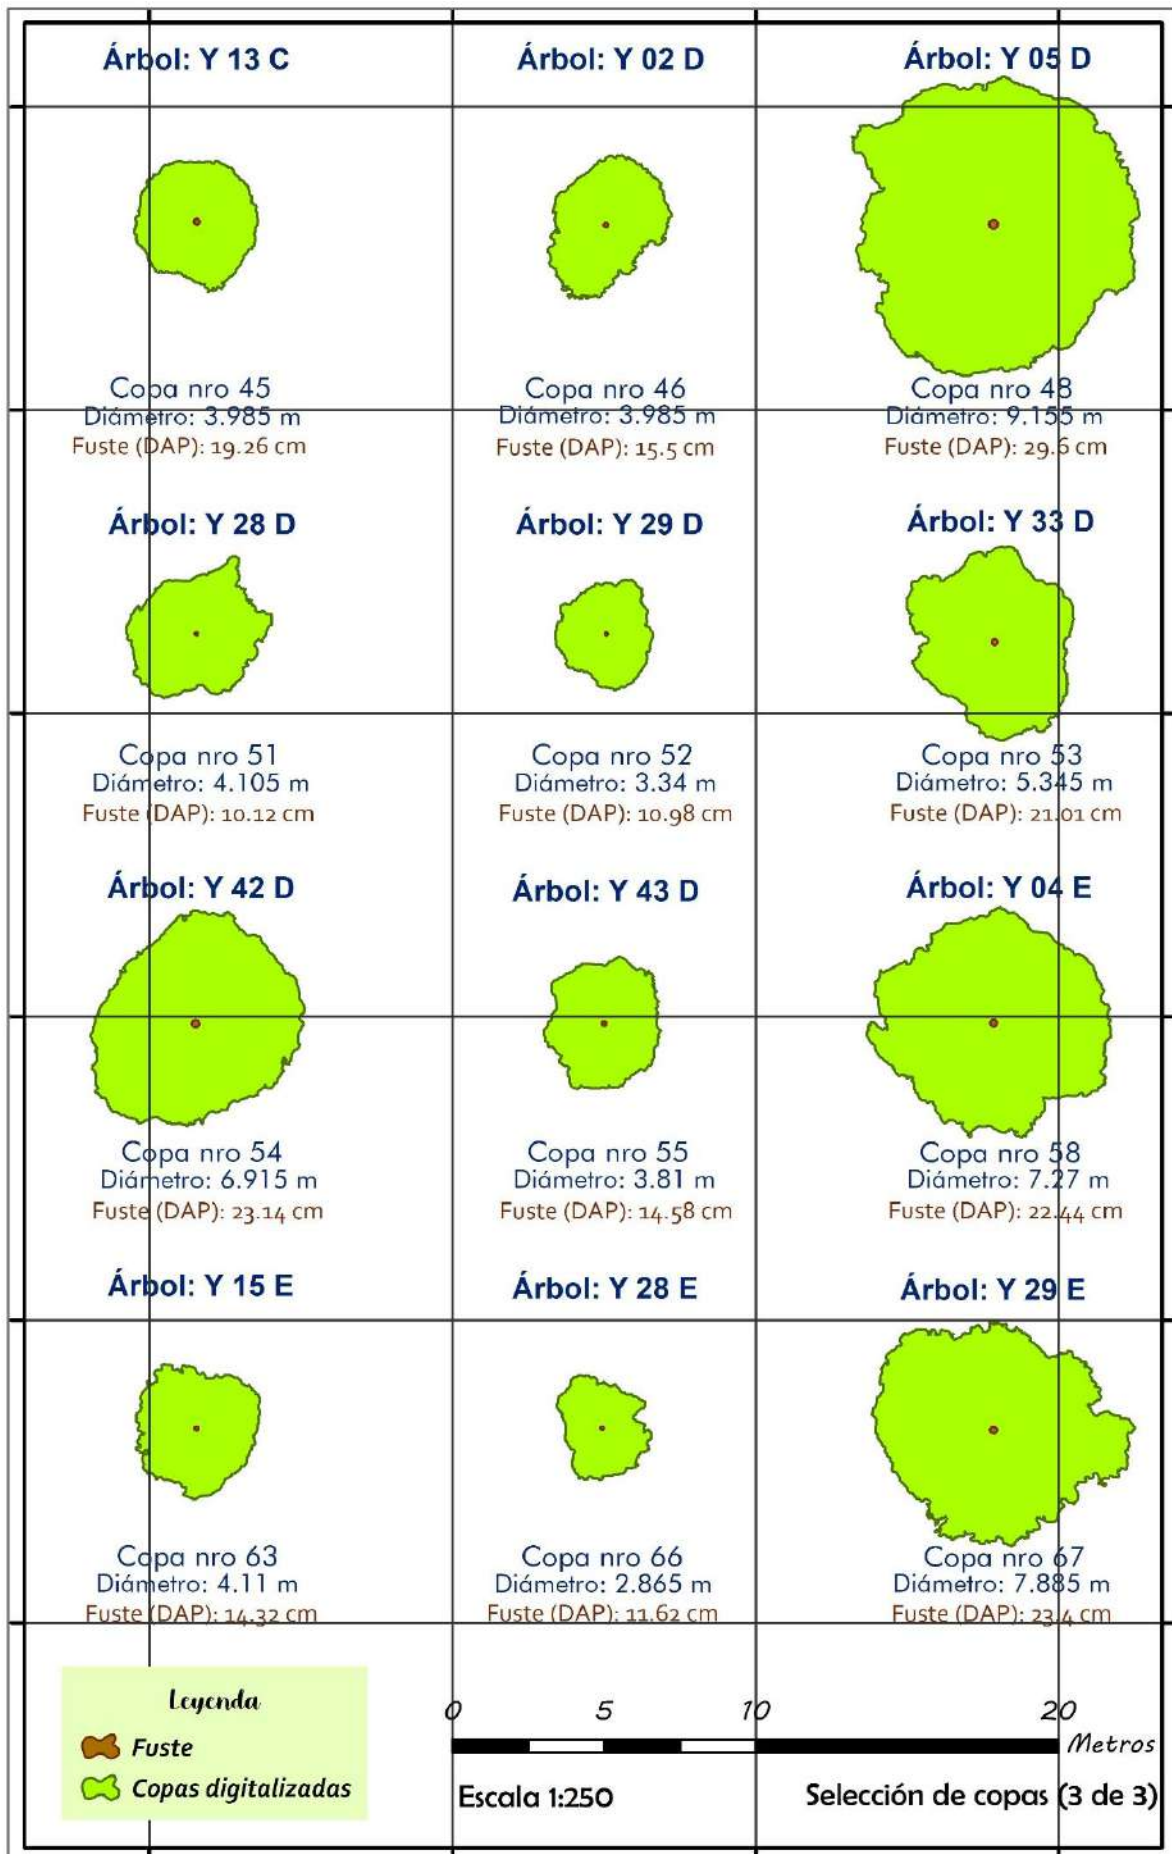 Árbol: Y 13 C
Árbol: Y 02 D
Árbol: Y 05 D
Copa nro 45
Diámetro: 3.985 m
Fuste (DAP): 19.26 cm
Copa nro 46
Diámetro: 3.985 m
Fuste (DAP): 15.5 cm
Copa nro 48
Diámetro: 9.155 m
Fuste (DAP): 29.6 cm
Árbol: Y 28 D
Árbol: Y 29 D
Árbol: Y 33 D
Copa nro 51
Diámetro: 4.105 m
Fuste (DAP): 10.12 cm
Copa nro 52
Diámetro: 3.34 m
Fuste (DAP): 10.98 cm
Copa nro 53
Diámetro: 5.345 m
Fuste (DAP): 21.01 cm
Árbol: Y 42 D
Árbol: Y 43 D
Árbol: Y 04 E
Copa nro 54
Diámetro: 6.915 m
Fuste (DAP): 23.14 cm
Copa nro 55
Diámetro: 3.81 m
Fuste (DAP): 14.58 cm
Copa nro 58
Diámetro: 7.27 m
Fuste (DAP): 22.44 cm
Árbol: Y 15 E
Árbol: Y 28 E
Árbol: Y 29 E
Copa nro 63
Diámetro: 4.11 m
Fuste (DAP): 14.32 cm
Copa nro 66
Diámetro: 2.865 m
Fuste (DAP): 11.62 cm
Copa nro 67
Diámetro: 7.885 m
Fuste (DAP): 23.4 cm
Leyenda
Fuste
Copas digitalizadas
0 5 10 20
Metros
Escala 1:250
Selección de copas (3 de 3)